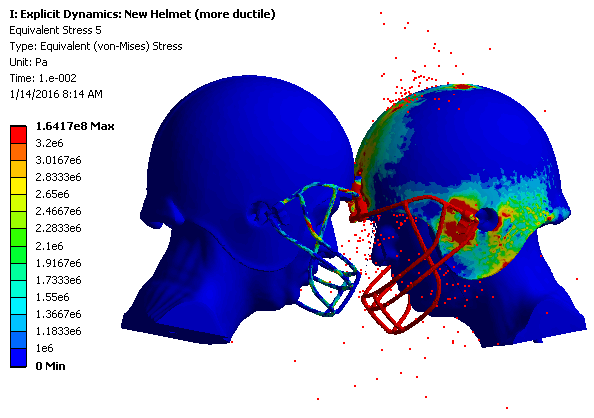 I: Explicit Dynamics: New Helmet (more ductile)
Equivalent Stress 5
Type: Equivalent (von-Mises) Stress
Unit: Pa
Time: 1.e-002
1/14/2016 8:14 AM
1.6417e8 Max
3.2e6
3.0167e6
2.8333e6
2.65e6
2.4667e6
2.2833e6
2.1e6
1.9167e6
1.7333e6
1.55e6
1.3667e6
1.1833e6
1e6
0 Min